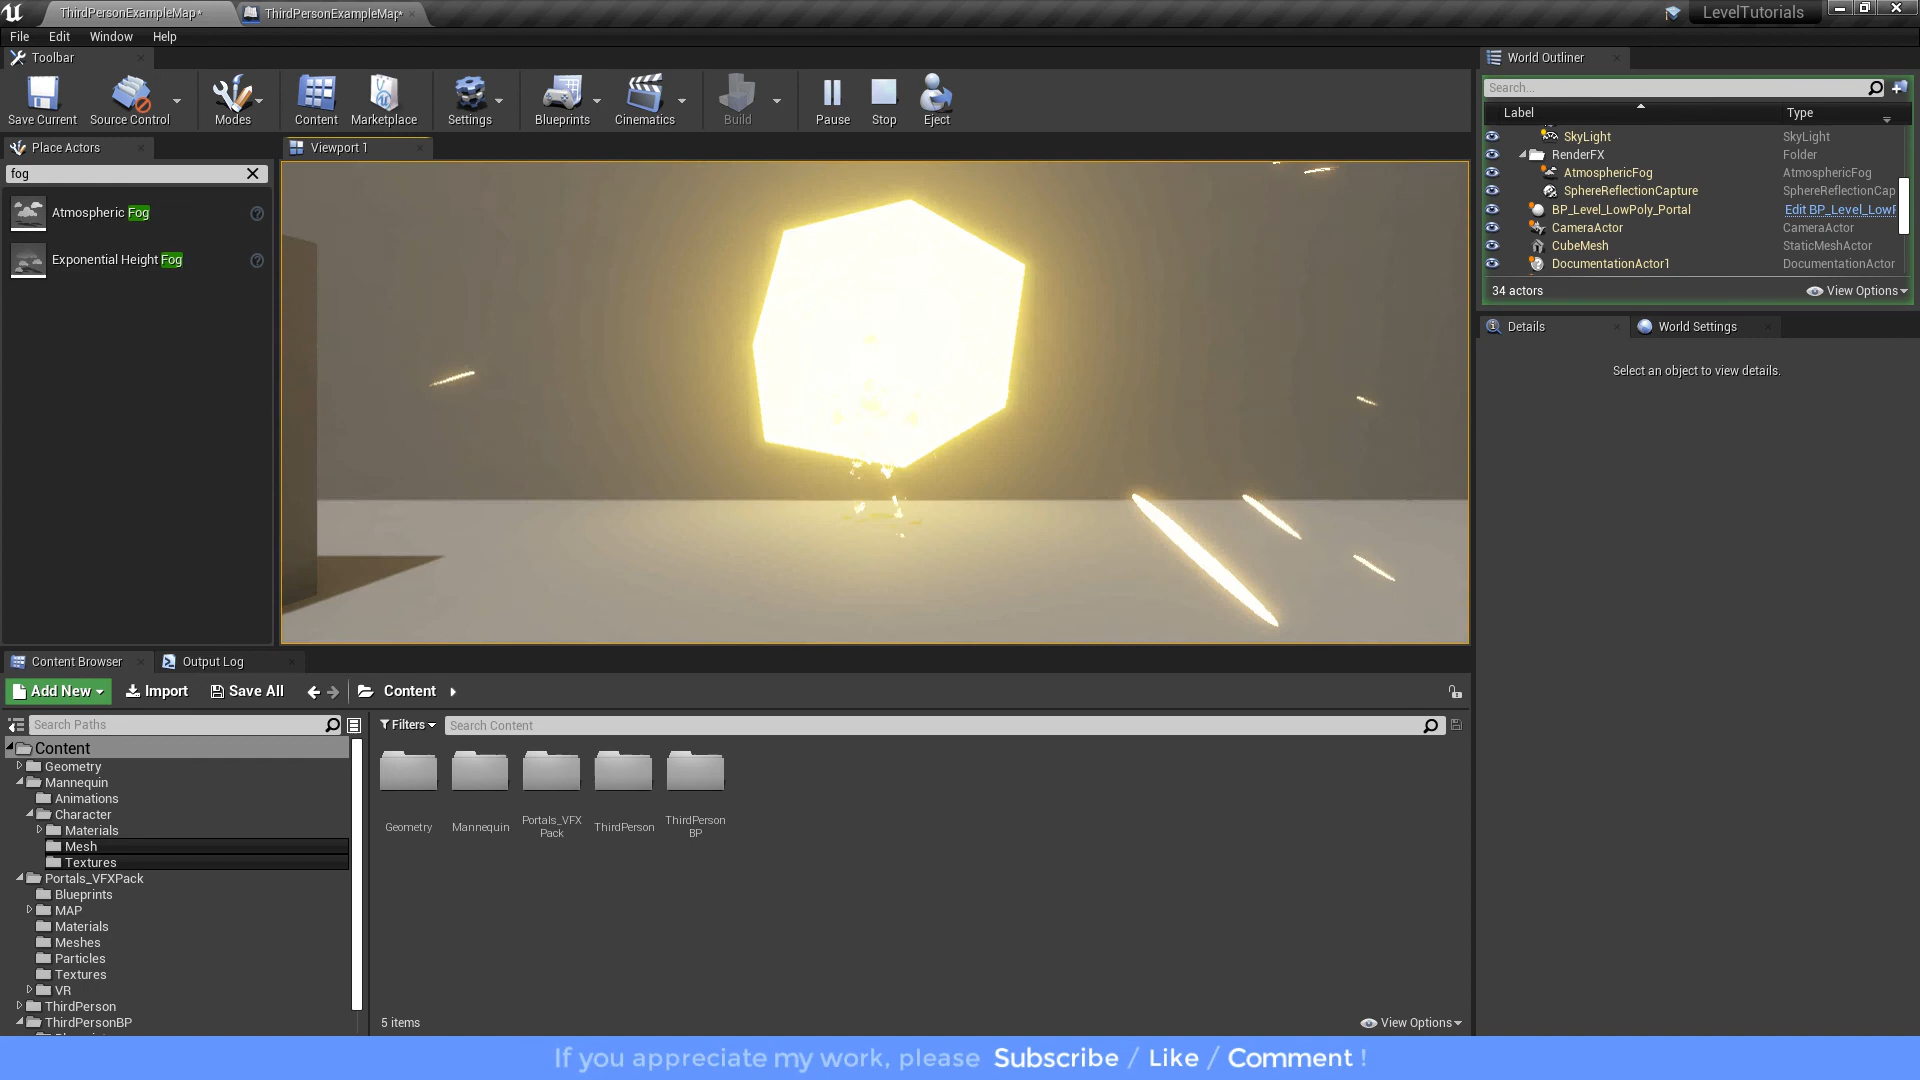 ThirdPersonExampleMap*
ThirdPersonExampleMap*
LevelTutorials
File Edit Window Help
Toolbar
Save Current
Source Control
Modes
Content
Marketplace
Settings
Blueprints
Cinematics
Build
Pause
Stop
Eject
Place Actors
fog
Atmospheric Fog
Exponential Height Fog
Viewport 1
World Outliner
Search...
Label Type
SkyLight SkyLight
RenderFX Folder
AtmosphericFog AtmosphericFog
SphereReflectionCapture SphereReflectionCap
BP_Level_LowPoly_Portal Edit BP_Level_LowP
CameraActor CameraActor
CubeMesh StaticMeshActor
DocumentationActor1 DocumentationActor
34 actors
View Options
Details
World Settings
Select an object to view details.
Content Browser
Output Log
Add New
Import
Save All
Content
Search Paths
Filters
Search Content
Content
Geometry
Mannequin
Animations
Character
Materials
Mesh
Textures
Portals_VFXPack
Blueprints
MAP
Materials
Meshes
Particles
Textures
VR
ThirdPerson
ThirdPersonBP
Geometry
Mannequin
Portals_VFX
Pack
ThirdPerson
ThirdPerson
BP
5 items
View Options
If you appreciate my work, please Subscribe / Like / Comment !